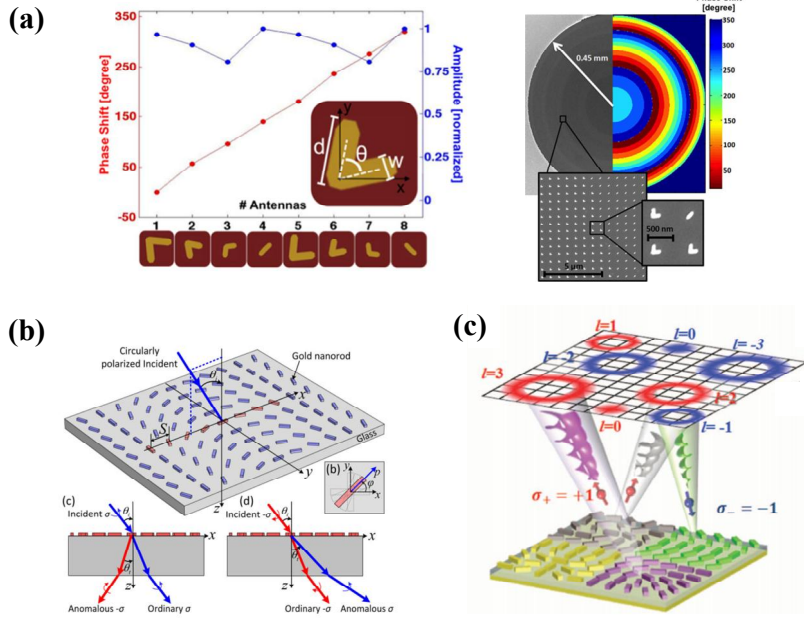 (a)
350
250
150
50
-50
Phase Shift [degree]
1
0.75
0.5
0.25
0
Amplitude [normalized]
y
d
θ
w
x
# Antennas
1 2 3 4 5 6 7 8
[degree]
0.45 mm
350
300
250
200
150
100
50
500 nm
5 µm
(b)
Circularly
polarized Incident
θi
Gold nanorod
x
S
Glass
y
z
(b)
y
p
φ
x
(c)
Incident σ
θi
x
θt
z
Anomalous -σ
Ordinary σ
(d)
Incident -σ
θi
x
θt
z
Ordinary -σ
Anomalous σ
(c)
l=1
l=0
l=-2
l=-3
l=3
l=2
l=0
l=-1
σ+ = +1
σ− = −1